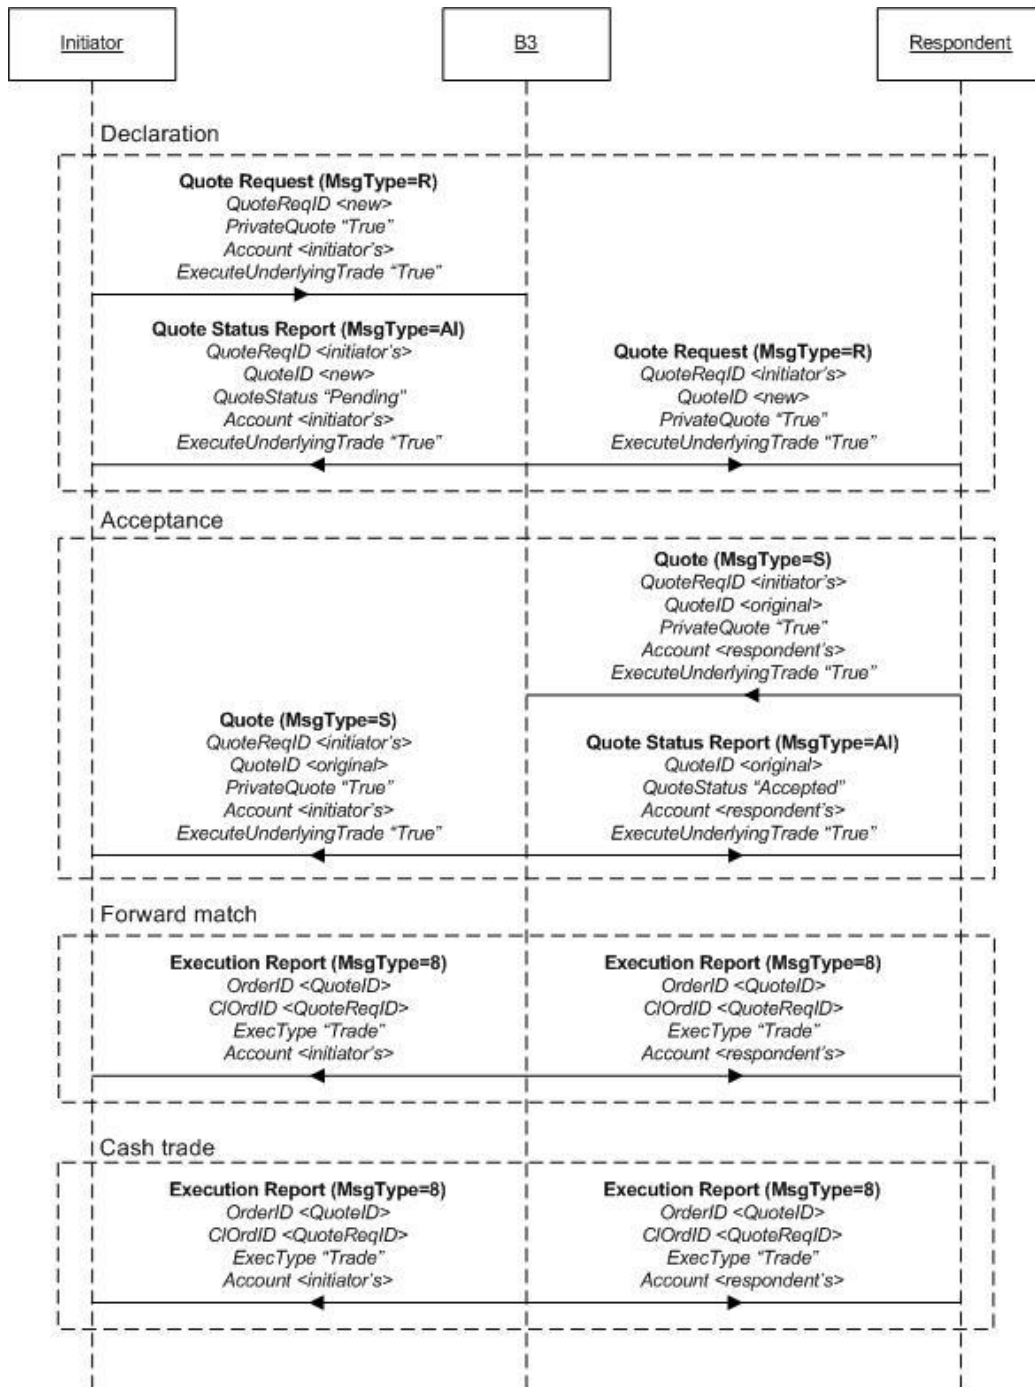 Initiator
B3
Respondent
Declaration
Quote Request (MsgType=R)
QuoteReqID <new>
PrivateQuote “True”
Account <initiator’s>
ExecuteUnderlyingTrade “True”
Quote Status Report (MsgType=AI)
QuoteReqID <initiator’s>
QuoteID <new>
QuoteStatus “Pending”
Account <initiator’s>
ExecuteUnderlyingTrade “True”
Quote Request (MsgType=R)
QuoteReqID <initiator’s>
QuoteID <new>
PrivateQuote “True”
ExecuteUnderlyingTrade “True”
Acceptance
Quote (MsgType=S)
QuoteReqID <initiator’s>
QuoteID <original>
PrivateQuote “True”
Account <respondent’s>
ExecuteUnderlyingTrade “True”
Quote (MsgType=S)
QuoteReqID <initiator’s>
QuoteID <original>
PrivateQuote “True”
Account <initiator’s>
ExecuteUnderlyingTrade “True”
Quote Status Report (MsgType=AI)
QuoteID <original>
QuoteStatus “Accepted”
Account <respondent’s>
ExecuteUnderlyingTrade “True”
Forward match
Execution Report (MsgType=8)
OrderID <QuoteID>
ClOrdID <QuoteReqID>
ExecType “Trade”
Account <initiator’s>
Execution Report (MsgType=8)
OrderID <QuoteID>
ClOrdID <QuoteReqID>
ExecType “Trade”
Account <respondent’s>
Cash trade
Execution Report (MsgType=8)
OrderID <QuoteID>
ClOrdID <QuoteReqID>
ExecType “Trade”
Account <initiator’s>
Execution Report (MsgType=8)
OrderID <QuoteID>
ClOrdID <QuoteReqID>
ExecType “Trade”
Account <respondent’s>